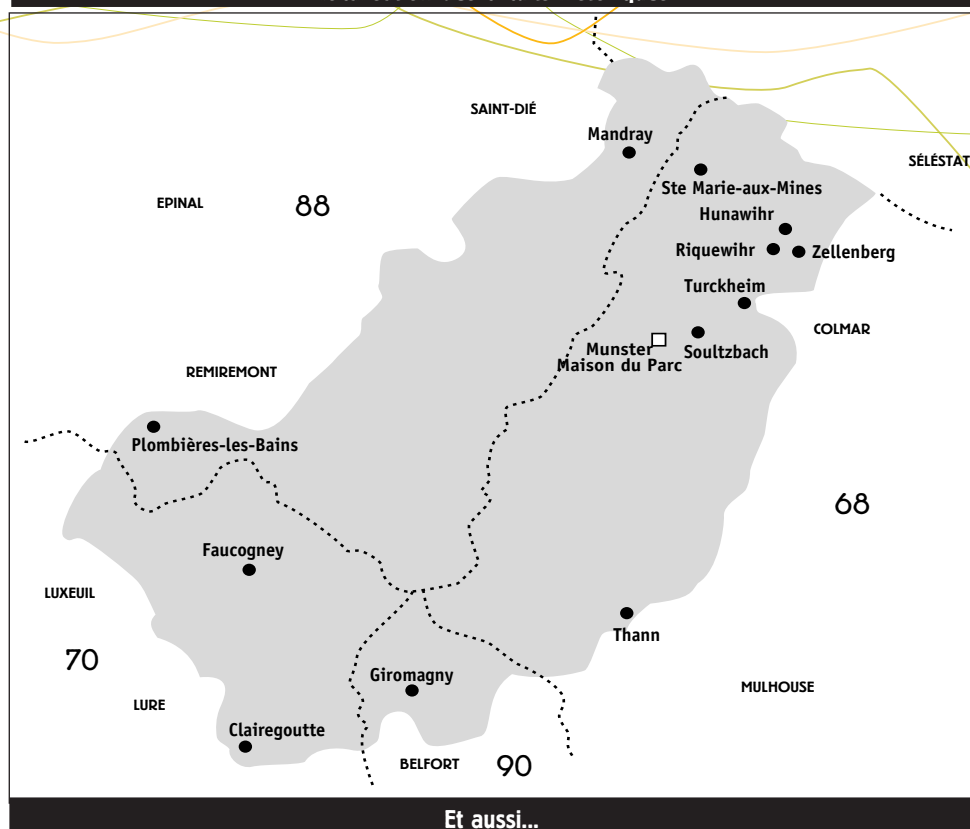 SAINT-DIÉ
Mandray
SÉLÉSTAT
Ste Marie-aux-Mines
EPINAL
88
Hunawihr
Riquewihr
Zellenberg
Turckheim
COLMAR
Munster
Maison du Parc
Soultzbach
REMIREMONT
Plombières-les-Bains
68
Faucogney
LUXEUIL
Thann
70
Giromagny
MULHOUSE
LURE
Clairegoutte
BELFORT
90
Et aussi...